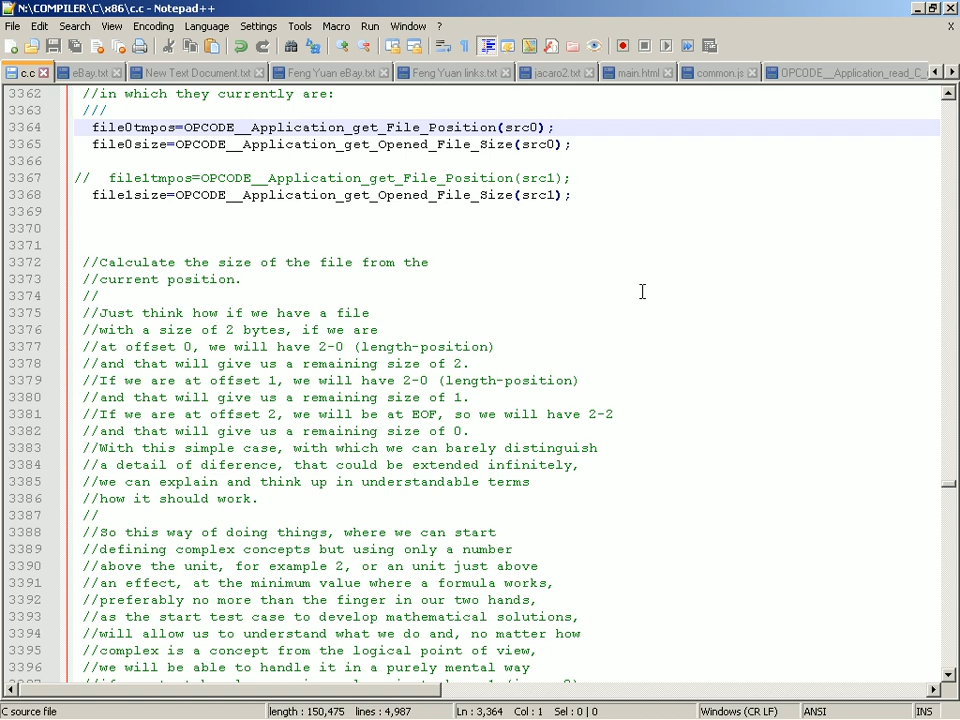 N:\COMPILER\C\x86\c.c - Notepad++
File Edit Search View Encoding Language Settings Tools Macro Run Window ? X
c.c eBay.txt New Text Document.txt Feng Yuan eBay.txt Feng Yuan links.txt jacaro2.txt main.html common.js OPCODE__Application_read_C_
3362 //in which they currently are:
3363 ///
3364 file0tmpos=OPCODE__Application_get_File_Position(src0);
3365 file0size=OPCODE__Application_get_Opened_File_Size(src0);
3366
3367 // file1tmpos=OPCODE__Application_get_File_Position(src1);
3368 file1size=OPCODE__Application_get_Opened_File_Size(src1);
3369
3370
3371
3372 //Calculate the size of the file from the
3373 //current position.
3374 //
3375 //Just think how if we have a file
3376 //with a size of 2 bytes, if we are
3377 //at offset 0, we will have 2-0 (length-position)
3378 //and that will give us a remaining size of 2.
3379 //If we are at offset 1, we will have 2-0 (length-position)
3380 //and that will give us a remaining size of 1.
3381 //If we are at offset 2, we will be at EOF, so we will have 2-2
3382 //and that will give us a remaining size of 0.
3383 //With this simple case, with which we can barely distinguish
3384 //a detail of diference, that could be extended infinitely,
3385 //we can explain and think up in understandable terms
3386 //how it should work.
3387 //
3388 //So this way of doing things, where we can start
3389 //defining complex concepts but using only a number
3390 //above the unit, for example 2, or an unit just above
3391 //an effect, at the minimum value where a formula works,
3392 //preferably no more than the finger in our two hands,
3393 //as the start test case to develop mathematical solutions,
3394 //will allow us to understand what we do and, no matter how
3395 //complex is a concept from the logical point of view,
3396 //we will be able to handle it in a purely mental way
C source file length : 150,475 lines : 4,987 Ln : 3,364 Col : 1 Sel : 0 | 0 Windows (CR LF) ANSI INS